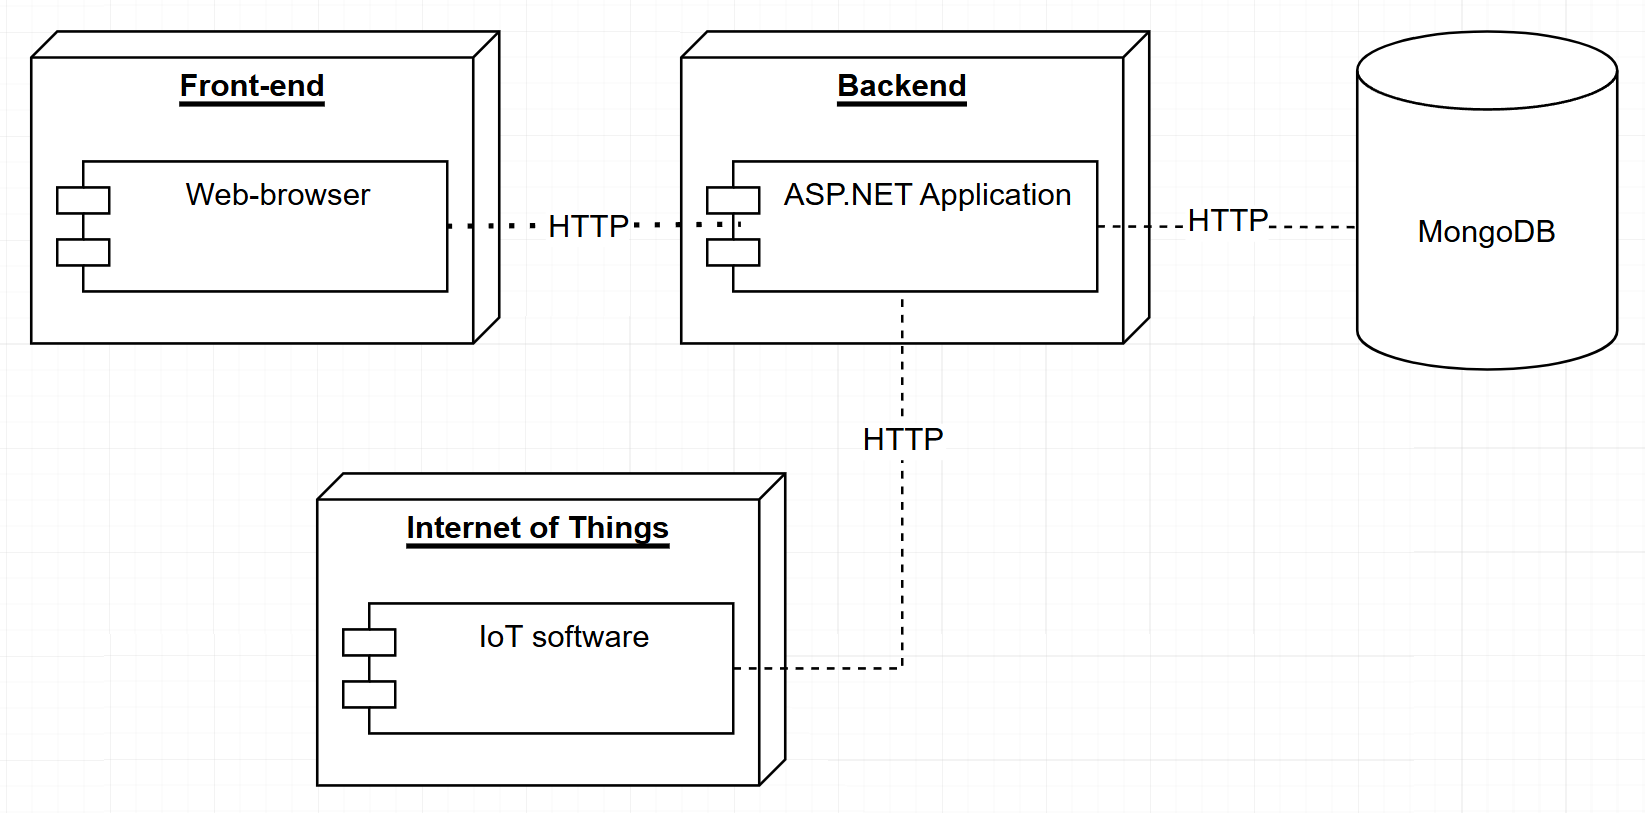 Front-end
Web-browser
HTTP
Backend
ASP.NET Application
HTTP
MongoDB
HTTP
Internet of Things
IoT software